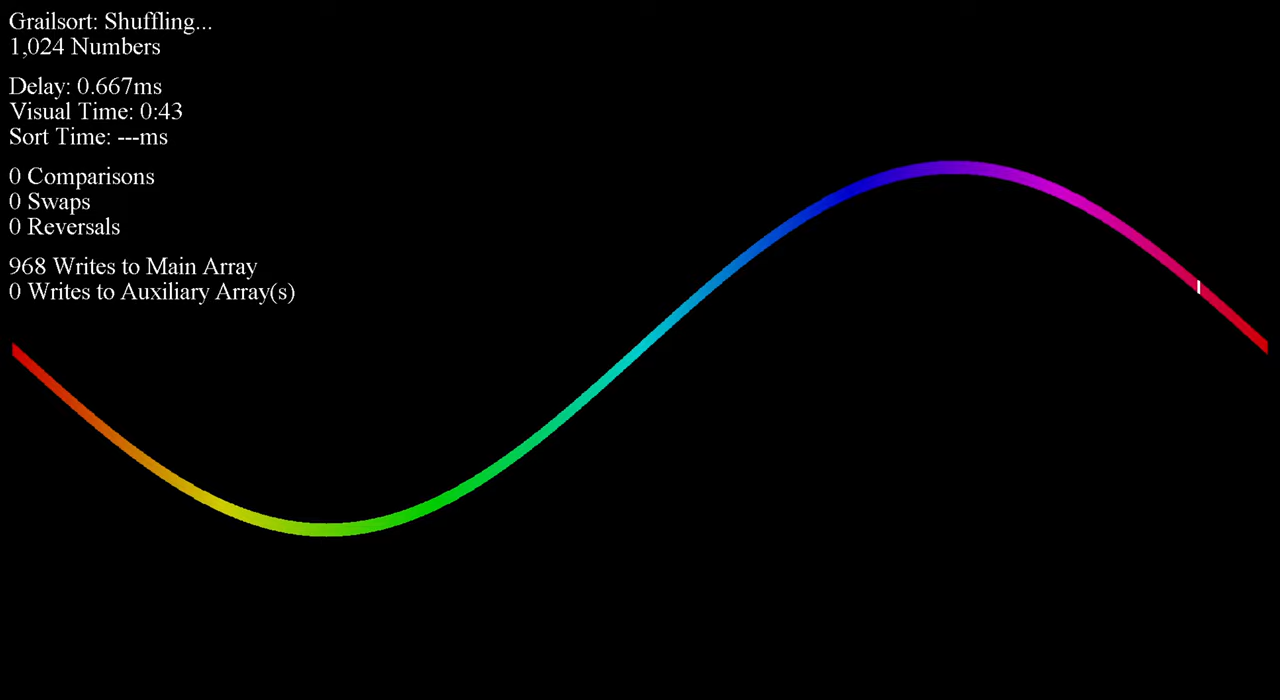 Grailsort: Shuffling...
1,024 Numbers
Delay: 0.667ms
Visual Time: 0:43
Sort Time: ---ms
0 Comparisons
0 Swaps
0 Reversals
968 Writes to Main Array
0 Writes to Auxiliary Array(s)